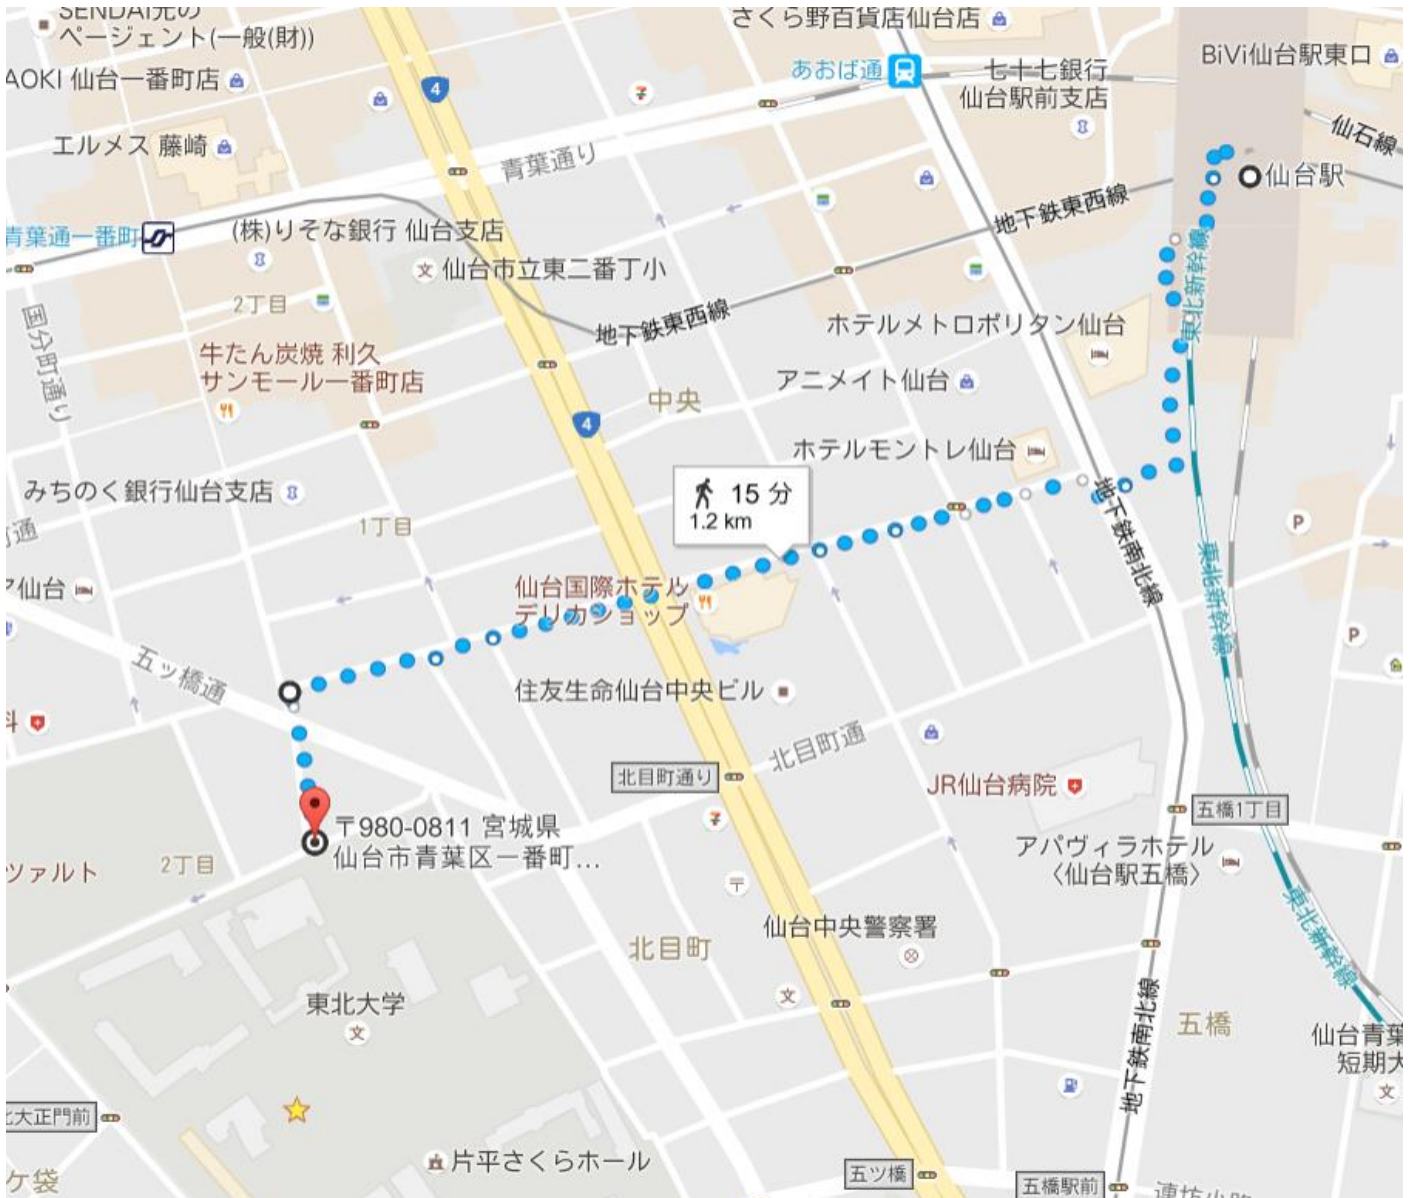 SENDAI光の
ページェント(一般(財))
さくら野百貨店仙台店
BiVi仙台駅東口
AOKI 仙台一番町店
4
あおば通
七十七銀行
仙台駅前支店
仙石線
エルメス 藤崎
青葉通り
仙台駅
地下鉄東西線
青葉通一番町
(株)りそな銀行 仙台支店
仙台市立東二番丁小
東北新幹線
2丁目
国分町通り
地下鉄東西線
ホテルメトロポリタン仙台
牛たん炭焼 利久
サンモール一番町店
アニメイト仙台
中央
4
ホテルモントレ仙台
みちのく銀行仙台支店
15 分
1.2 km
1丁目
地下鉄南北線
P
東北新幹線
仙台国際ホテル
デリカショップ
P
五ッ橋通
住友生命仙台中央ビル
北目町通
北目町通り
JR仙台病院
五橋1丁目
〒980-0811 宮城県
仙台市青葉区一番町...
アパヴィラホテル
〈仙台駅五橋〉
ツァルト
2丁目
〒
仙台中央警察署
東北新幹線
北目町
文
東北大学
文
地下鉄南北線
五橋
仙台青葉
短期大
文
北大正門前
片平さくらホール
ケ袋
五ツ橋
五橋駅前